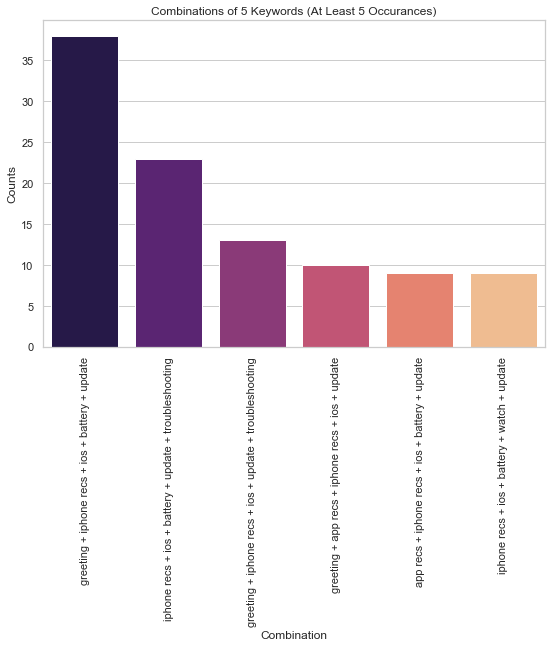 Combinations of 5 Keywords (At Least 5 Occurances)
Counts
35
30
25
20
15
10
5
0
greeting + iphone recs + ios + battery + update
iphone recs + ios + battery + update + troubleshooting
greeting + iphone recs + ios + update + troubleshooting
greeting + app recs + iphone recs + ios + update
app recs + iphone recs + ios + battery + update
iphone recs + ios + battery + watch + update
Combination